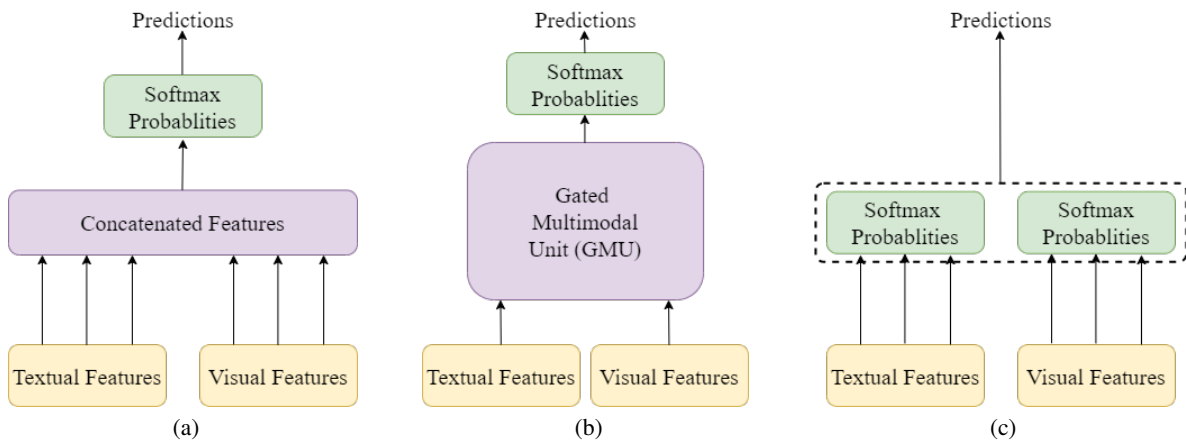 Predictions
Softmax
Probablities
Concatenated Features
Textual Features
Visual Features
(a)
Predictions
Softmax
Probablities
Gated
Multimodal
Unit (GMU)
Textual Features
Visual Features
(b)
Predictions
Softmax
Probablities
Softmax
Probablities
Textual Features
Visual Features
(c)